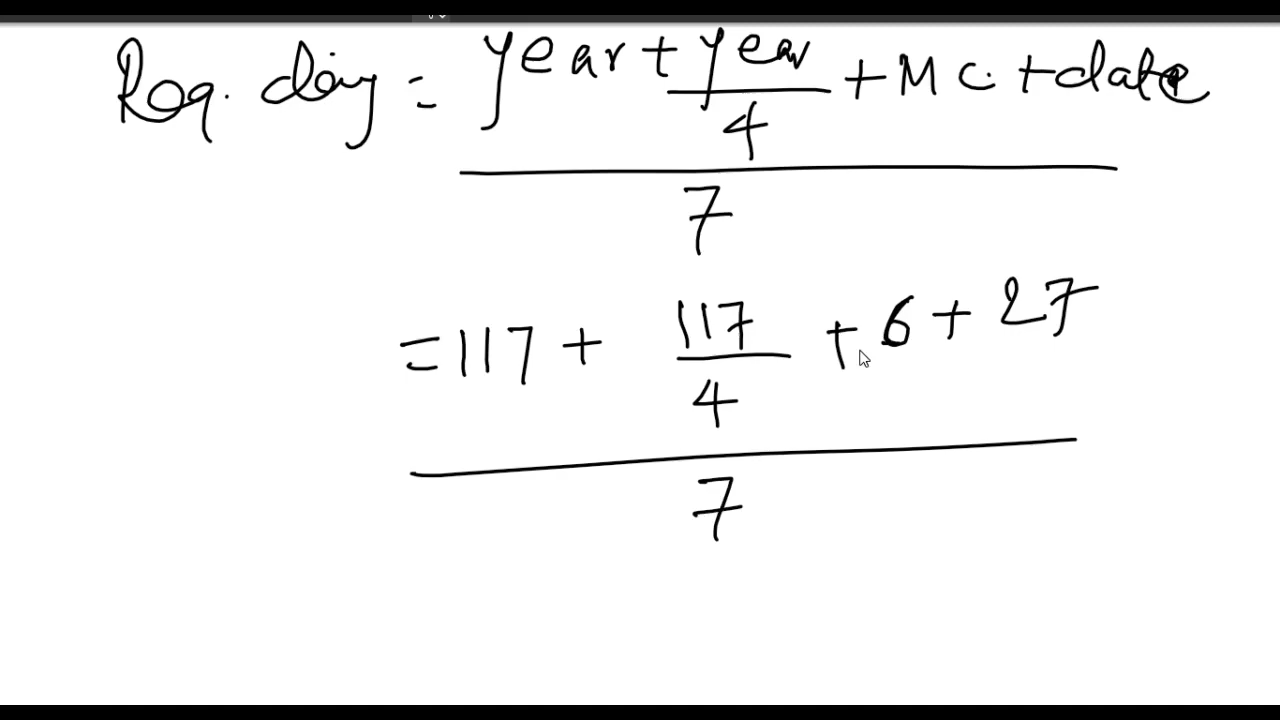 Req. day = year + year/4 + M C. + date
7
= 117 + 117/4 + 6 + 27
7